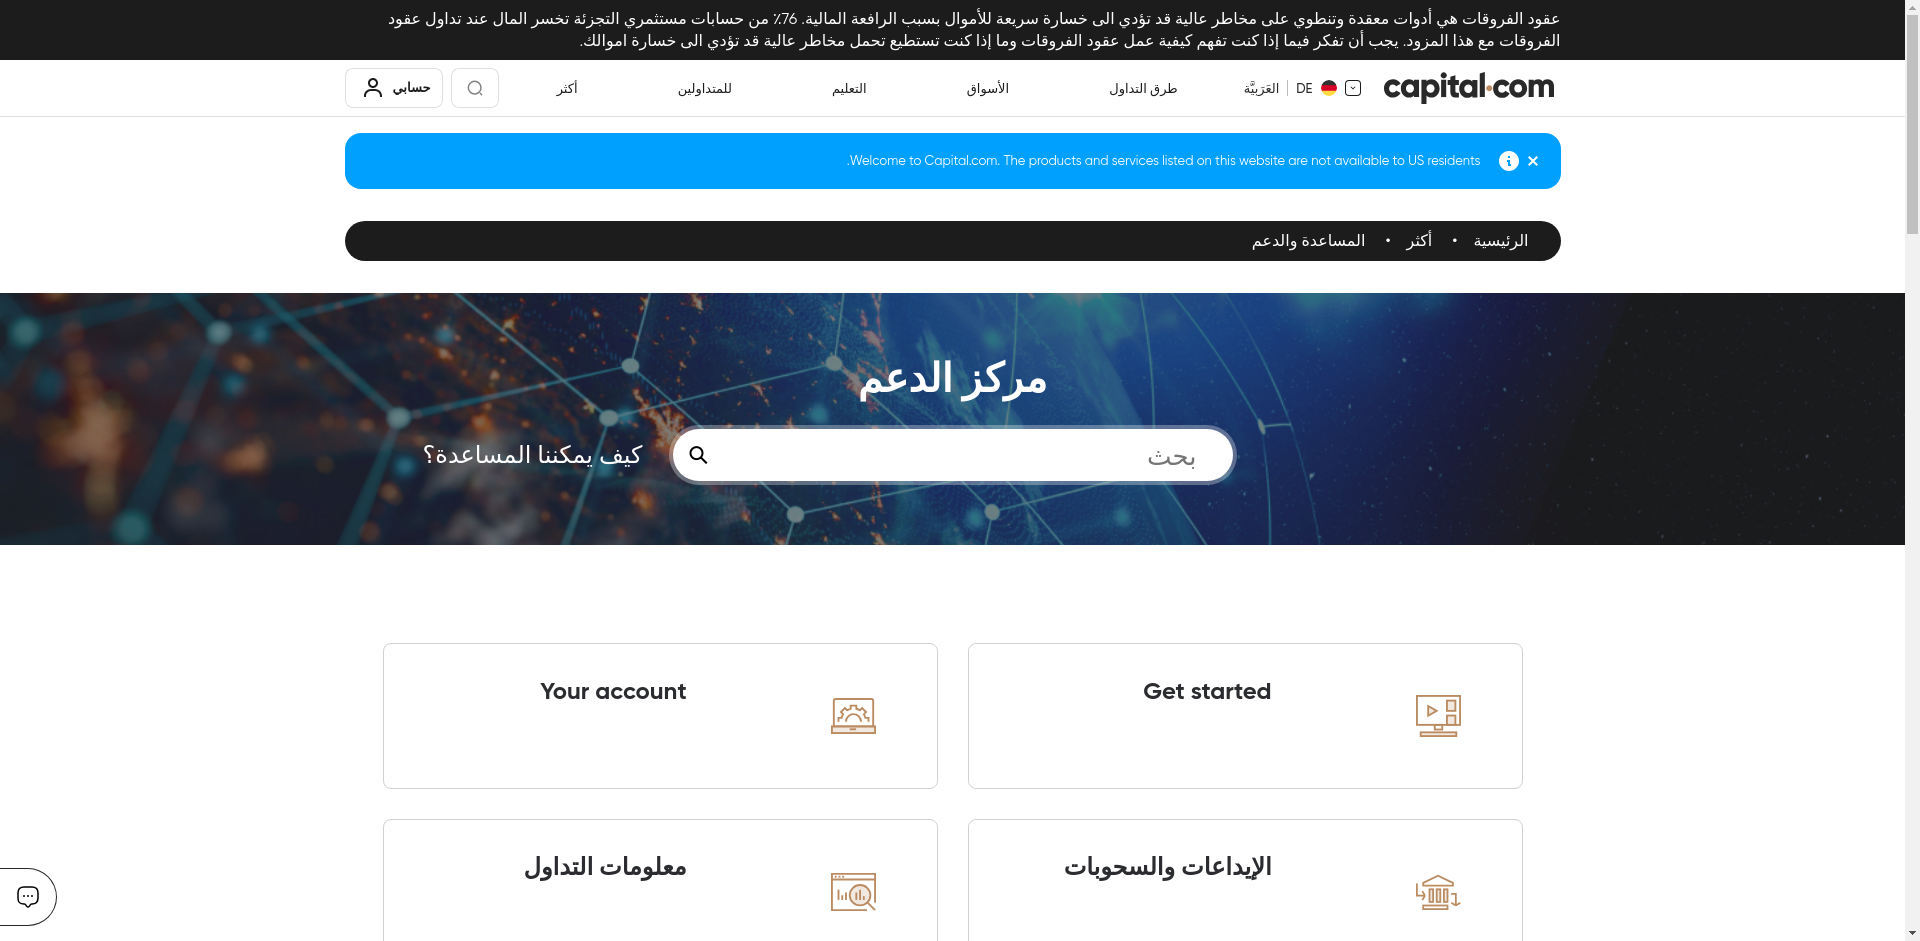 عقود الفروقات هي أدوات معقدة وتنطوي على مخاطر عالية قد تؤدي الى خسارة سريعة للأموال بسبب الرافعة المالية. 76٪ من حسابات مستثمري التجزئة تخسر المال عند تداول عقود
الفروقات مع هذا المزود. يجب أن تفكر فيما إذا كنت تفهم كيفية عمل عقود الفروقات وما إذا كنت تستطيع تحمل مخاطر عالية قد تؤدي الى خسارة اموالك.
capital.com
DE
العَرَبِيَّة
طرق التداول
الأسواق
التعليم
للمتداولين
أكثر
حسابي
Welcome to Capital.com. The products and services listed on this website are not available to US residents.
الرئيسية • أكثر • المساعدة والدعم
مركز الدعم
بحث
كيف يمكننا المساعدة؟
Get started
Your account
الإيداعات والسحوبات
معلومات التداول